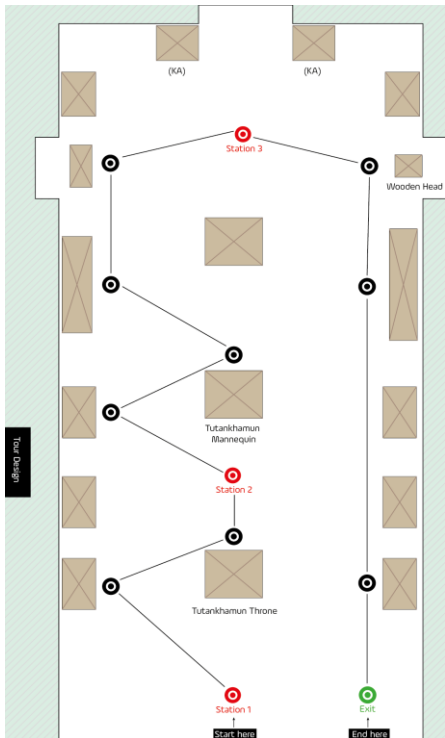 (KA)
(KA)
Station 3
Wooden Head
Tutankhamun
Mannequin
Tour Design
Station 2
Tutankhamun Throne
Station 1
Exit
Start here
End here